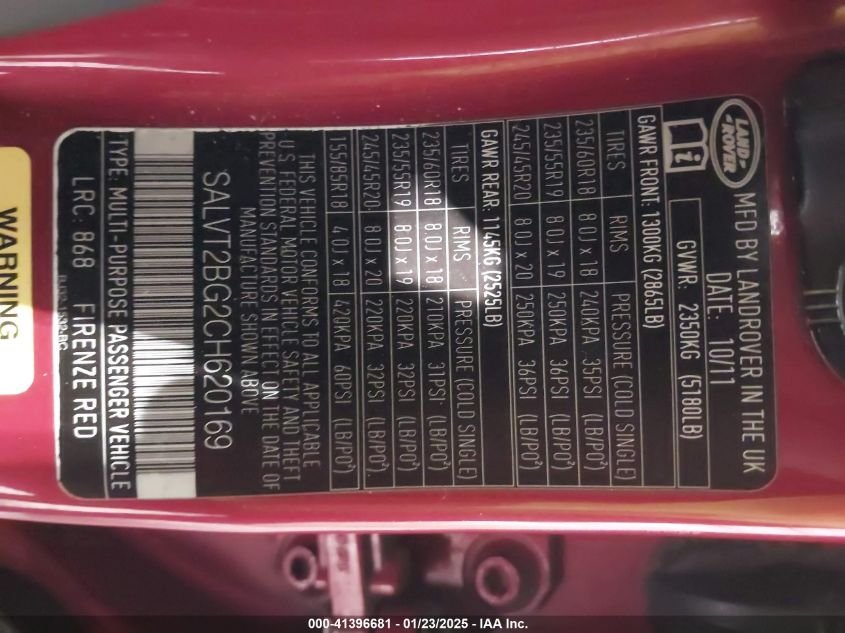 LAND-
ROVER
MFD BY LANDROVER IN THE UK
DATE: 10/11
GVWR: 2350KG (5180LB)
GAWR FRONT: 1300KG (2865LB)
TIRES RIMS PRESSURE (COLD SINGLE)
235/60R18 8.0J x 18 240KPA 35PSI (LB/PO²)
235/55R19 8.0J x 19 250KPA 36PSI (LB/PO²)
245/45R20 8.0J x 20 250KPA 36PSI (LB/PO²)
GAWR REAR: 1145KG (2525LB)
TIRES RIMS PRESSURE (COLD SINGLE)
235/60R18 8.0J x 18 210KPA 31PSI (LB/PO²)
235/55R19 8.0J x 19 220KPA 32PSI (LB/PO²)
245/45R20 8.0J x 20 220KPA 32PSI (LB/PO²)
155/85R18 4.0J x 18 420KPA 60PSI (LB/PO²)
THIS VEHICLE CONFORMS TO ALL APPLICABLE
U.S. FEDERAL MOTOR VEHICLE SAFETY AND THEFT
PREVENTION STANDARDS IN EFFECT ON THE DATE OF
MANUFACTURE SHOWN ABOVE
SALVT2BG2CH620169
TYPE: MULTI-PURPOSE PASSENGER VEHICLE
LRC: 868 FIRENZE RED
WARNING
000-41396681 - 01/23/2025 - IAA Inc.